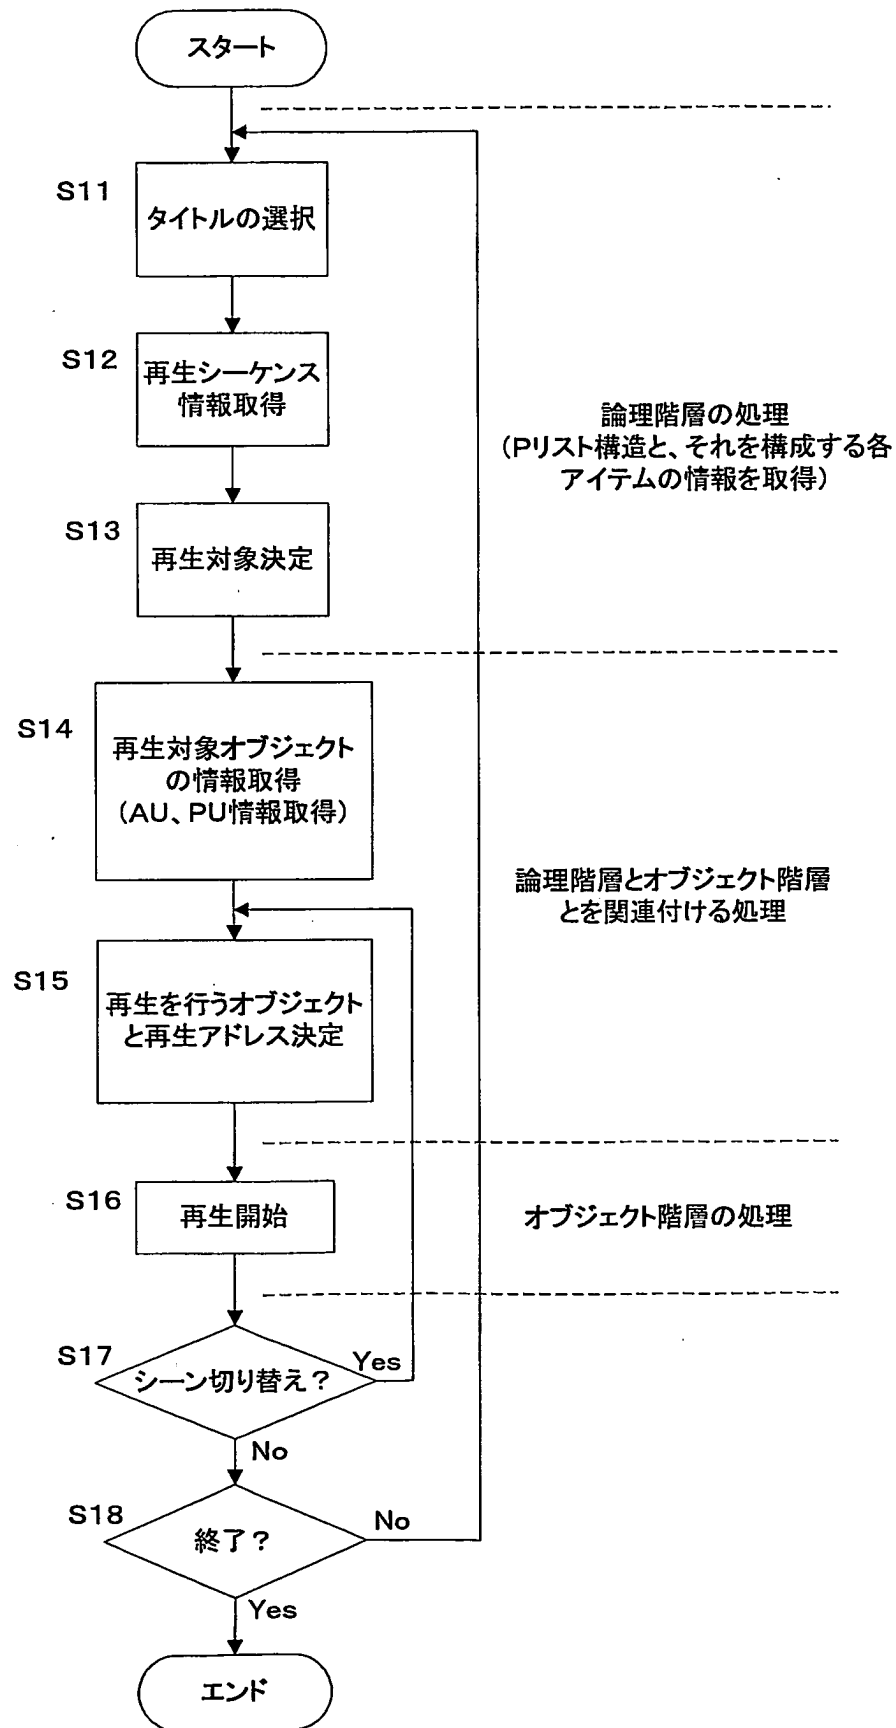 スタート
S11
タイトルの選択
S12
再生シーケンス
情報取得
論理階層の処理
(Pリスト構造と、それを構成する各
アイテムの情報を取得)
S13
再生対象決定
S14
再生対象オブジェクト
の情報取得
(AU、PU情報取得)
論理階層とオブジェクト階層
とを関連付ける処理
S15
再生を行うオブジェクト
と再生アドレス決定
S16
再生開始
オブジェクト階層の処理
S17
シーン切り替え?
Yes
No
S18
終了?
No
Yes
エンド